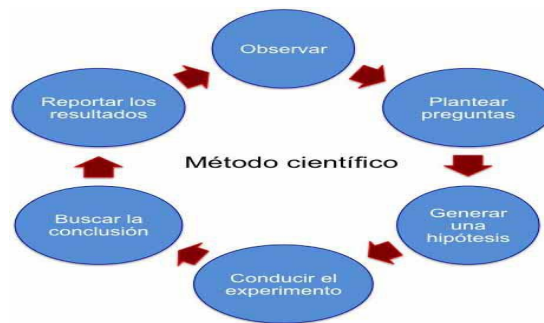 Observar
Plantear
preguntas
Generar
una
hipótesis
Conducir el
experimento
Buscar la
conclusión
Reportar los
resultados
Método científico